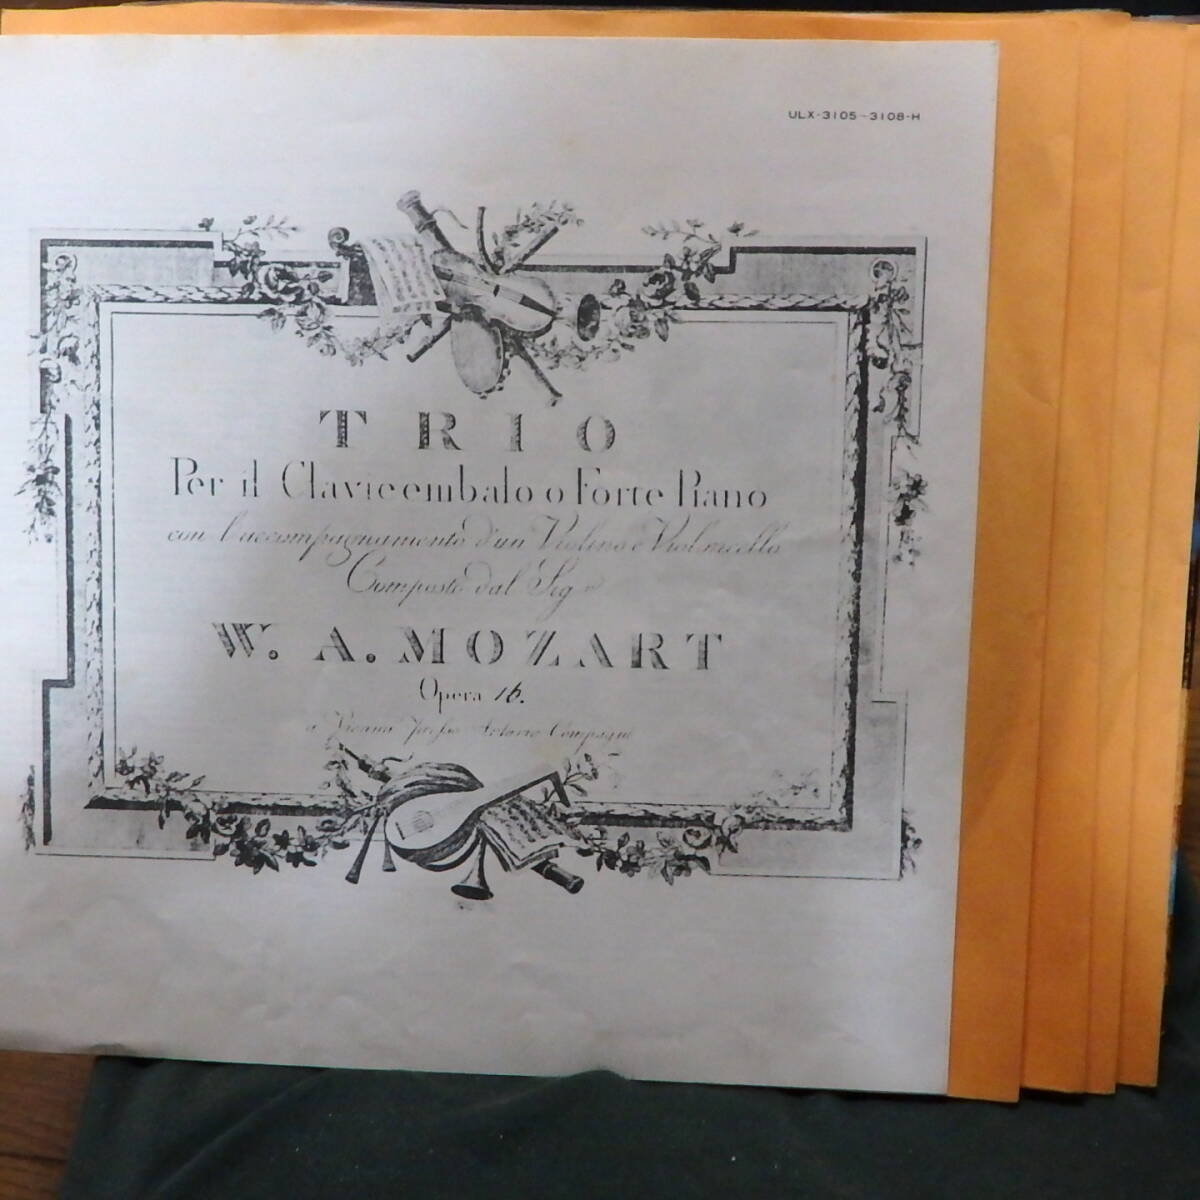 ULX-3105~3108-H
TRIO
Per il Clavicembalo o Forte Piano
con l'accompagnamento d'un Violino e Violoncello
Composto dal Sigr
W. A. MOZART
Opera 16.
a Vienna presso Artaria Compagni